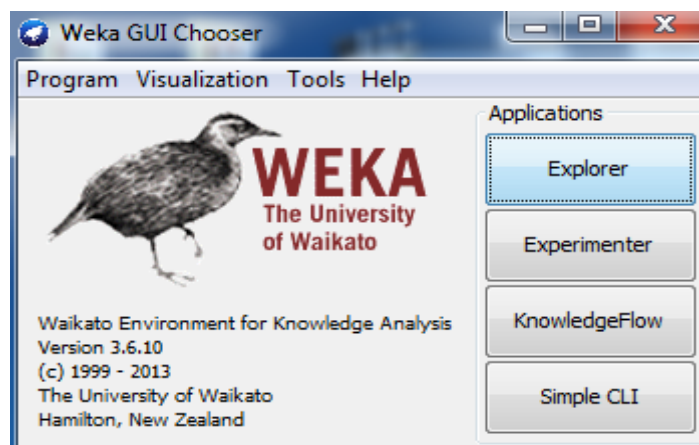 Weka GUI Chooser
Program Visualization Tools Help
WEKA
The University
of Waikato
Waikato Environment for Knowledge Analysis
Version 3.6.10
(c) 1999 - 2013
The University of Waikato
Hamilton, New Zealand
Applications
Explorer
Experimenter
KnowledgeFlow
Simple CLI